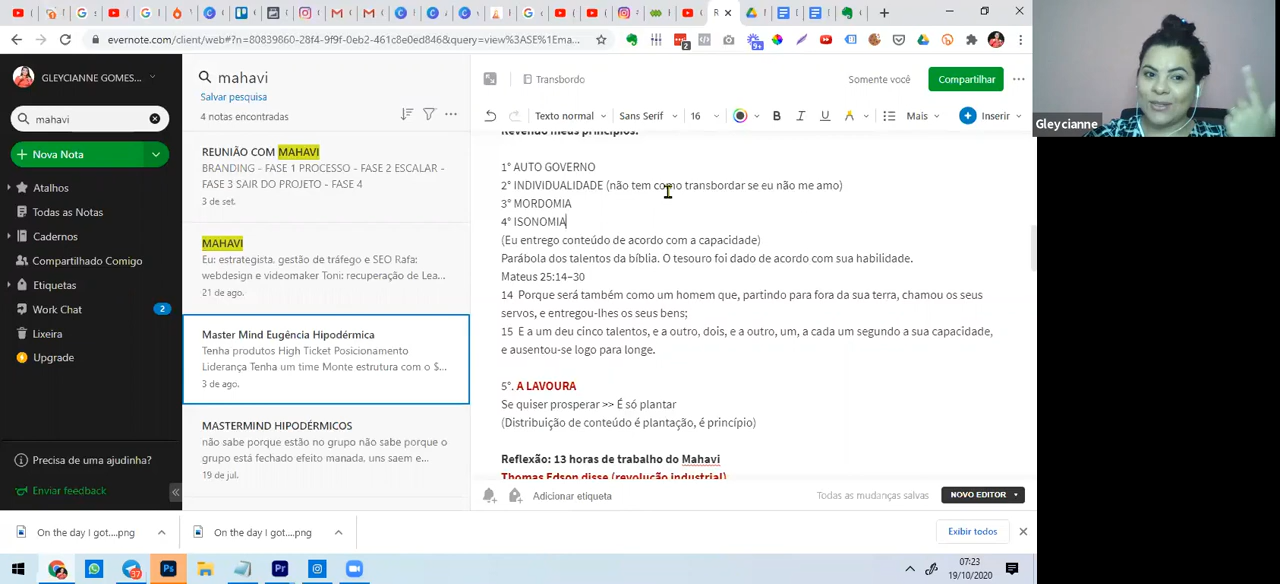 evernote.com/client/web#?n=80839860-28f4-9f9f-0eb2-461c8e0ed846&query=view%3ASE%1Ema...
GLEYCIANNE GOMES...
mahavi
Nova Nota
Atalhos
Todas as Notas
Cadernos
Compartilhado Comigo
Etiquetas
Work Chat
2
Lixeira
Upgrade
Precisa de uma ajudinha?
Enviar feedback
mahavi
Salvar pesquisa
4 notas encontradas
REUNIÃO COM MAHAVI
BRANDING - FASE 1 PROCESSO - FASE 2 ESCALAR -
FASE 3 SAIR DO PROJETO - FASE 4
3 de set.
MAHAVI
Eu: estrategista. gestão de tráfego e SEO Rafa:
webdesign e videomaker Toni: recuperação de Lea...
21 de ago.
Master Mind Eugência Hipodérmica
Tenha produtos High Ticket Posicionamento
Liderança Tenha um time Monte estrutura com o $...
3 de ago.
MASTERMIND HIPODÉRMICOS
não sabe porque estão no grupo não sabe porque o
grupo está fechado efeito manada, uns saem e...
19 de jul.
Transbordo
Somente você
Compartilhar
Texto normal
Sans Serif
16
B
I
U
A
Mais
Inserir
Revendo meus princípios:
1° AUTO GOVERNO
2° INDIVIDUALIDADE (não tem como transbordar se eu não me amo)
3° MORDOMIA
4° ISONOMIA
(Eu entrego conteúdo de acordo com a capacidade)
Parábola dos talentos da bíblia. O tesouro foi dado de acordo com sua habilidade.
Mateus 25:14–30
14 Porque será também como um homem que, partindo para fora da sua terra, chamou os seus
servos, e entregou-lhes os seus bens;
15 E a um deu cinco talentos, e a outro, dois, e a outro, um, a cada um segundo a sua capacidade,
e ausentou-se logo para longe.
5°. A LAVOURA
Se quiser prosperar >> É só plantar
(Distribuição de conteúdo é plantação, é princípio)
Reflexão: 13 horas de trabalho do Mahavi
Thomas Edson disse (revolução industrial)
Adicionar etiqueta
Todas as mudanças salvas
NOVO EDITOR
Gleycianne
On the day I got....png
On the day I got....png
Exibir todos
07:23
19/10/2020